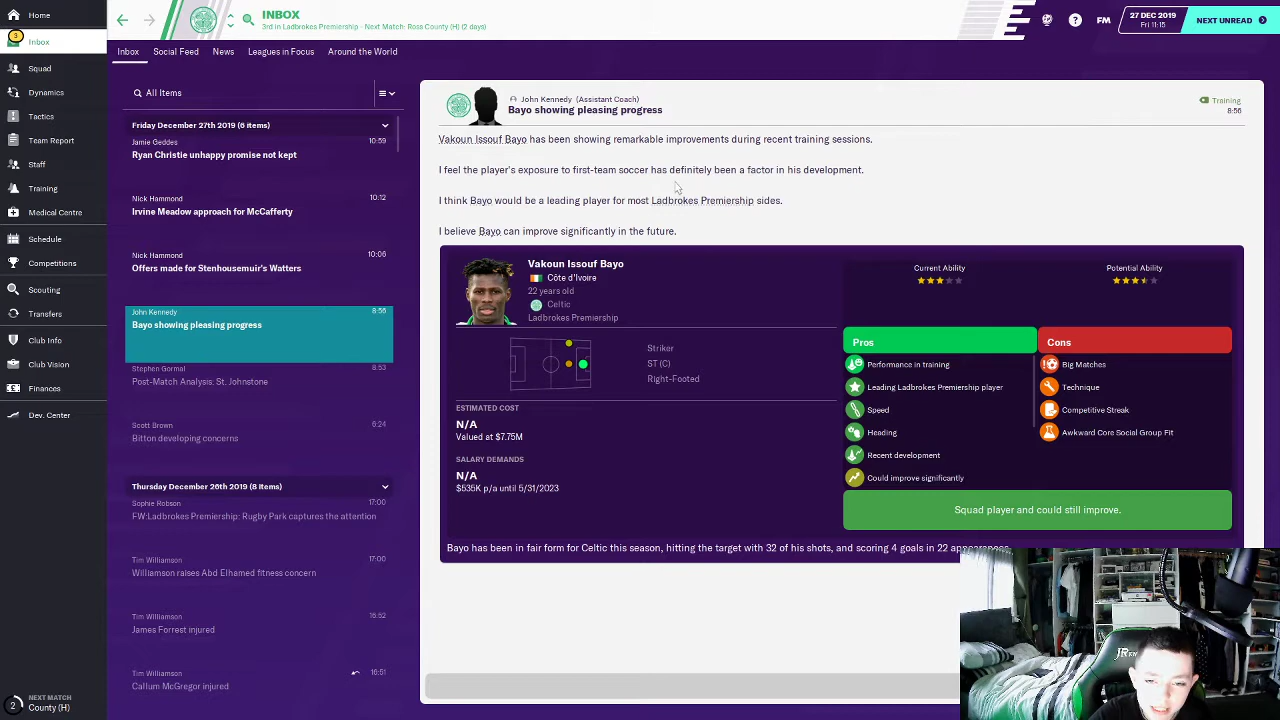 Home
INBOX
3rd in Ladbrokes Premiership - Next Match: Ross County (H) (2 days)
FM
27 DEC 2019
Fri 11:15
NEXT UNREAD
3
Inbox
Squad
Dynamics
Tactics
Team Report
Staff
Training
Medical Centre
Schedule
Competitions
Scouting
Transfers
Club Info
Club Vision
Finances
Dev. Center
2
NEXT MATCH
County (H)
Inbox
Social Feed
News
Leagues in Focus
Around the World
All Items
Friday December 27th 2019 (6 items)
Jamie Geddes
10:59
Ryan Christie unhappy promise not kept
Nick Hammond
10:12
Irvine Meadow approach for McCafferty
Nick Hammond
10:06
Offers made for Stenhousemuir's Watters
John Kennedy
8:56
Bayo showing pleasing progress
Stephen Gormal
8:53
Post-Match Analysis: St. Johnstone
Scott Brown
6:24
Bitton developing concerns
Thursday December 26th 2019 (8 items)
Sophie Robson
17:00
FW:Ladbrokes Premiership: Rugby Park captures the attention
Tim Williamson
17:00
Williamson raises Abd Elhamed fitness concern
Tim Williamson
16:52
James Forrest injured
Tim Williamson
16:51
Callum McGregor injured
John Kennedy (Assistant Coach)
Bayo showing pleasing progress
Training
8:56
Vakoun Issouf Bayo has been showing remarkable improvements during recent training sessions.
I feel the player's exposure to first-team soccer has definitely been a factor in his development.
I think Bayo would be a leading player for most Ladbrokes Premiership sides.
I believe Bayo can improve significantly in the future.
Vakoun Issouf Bayo
Côte d'Ivoire
22 years old
Celtic
Ladbrokes Premiership
Current Ability
Potential Ability
Striker
ST (C)
Right-Footed
ESTIMATED COST
N/A
Valued at $7.75M
SALARY DEMANDS
N/A
$535K p/a until 5/31/2023
Pros
Performance in training
Leading Ladbrokes Premiership player
Speed
Heading
Recent development
Could improve significantly
Cons
Big Matches
Technique
Competitive Streak
Awkward Core Social Group Fit
Squad player and could still improve.
Bayo has been in fair form for Celtic this season, hitting the target with 32 of his shots, and scoring 4 goals in 22 appearances.